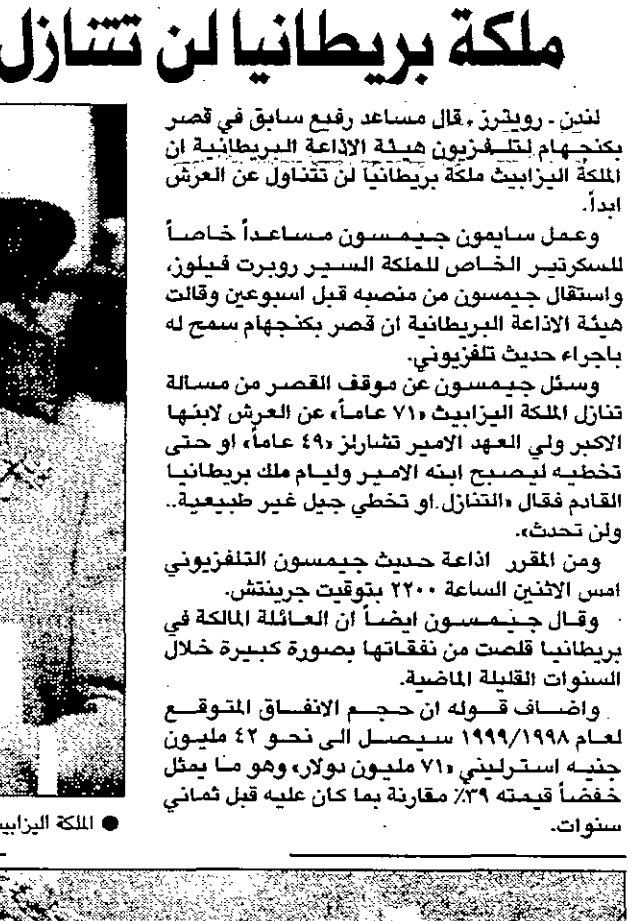 ملكة بريطانيا لن تتنازل
لندن - رويترز - قال مساعد رفيع سابق في قصر
بكنجهام لتلفزيون هيئة الاذاعة البريطانية ان
الملكة اليزابيث ملكة بريطانيا لن تتناول عن العرش
ابداً.
وعمل سايمون جيمسون مساعداً خاصاً
للسكرتير الخاص للملكة السير روبرت فيلوز،
واستقال جيمسون من منصبه قبل اسبوعين وقالت
هيئة الاذاعة البريطانية ان قصر بكنجهام سمح له
باجراء حديث تلفزيوني.
وسئل جيمسون عن موقف القصر من مسالة
تنازل الملكة اليزابيث «٧١ عاماً» عن العرش لابنها
الاكبر ولي العهد الامير تشارلز «٤٩ عاماً» او حتى
تخطيه ليصبح ابنه الامير وليام ملك بريطانيا
القادم فقال «التنازل او تخطي جيل غير طبيعية..
ولن تحدث».
ومن المقرر اذاعة حديث جيمسون التلفزيوني
امس الاثنين الساعة ٢٢٠٠ بتوقيت جرينتش.
وقال جيمسون ايضاً ان العائلة المالكة في
بريطانيا قلصت من نفقاتها بصورة كبيرة خلال
السنوات القليلة الماضية.
واضاف قوله ان حجم الانفاق المتوقع
لعام ١٩٩٩/١٩٩٨ سيصل الى نحو ٤٢ مليون
جنيه استرليني «٧١ مليون دولار» وهو ما يمثل
خفضاً قيمته ٣٩٪ مقارنة بما كان عليه قبل ثماني
سنوات.
● الملكة اليزابيث